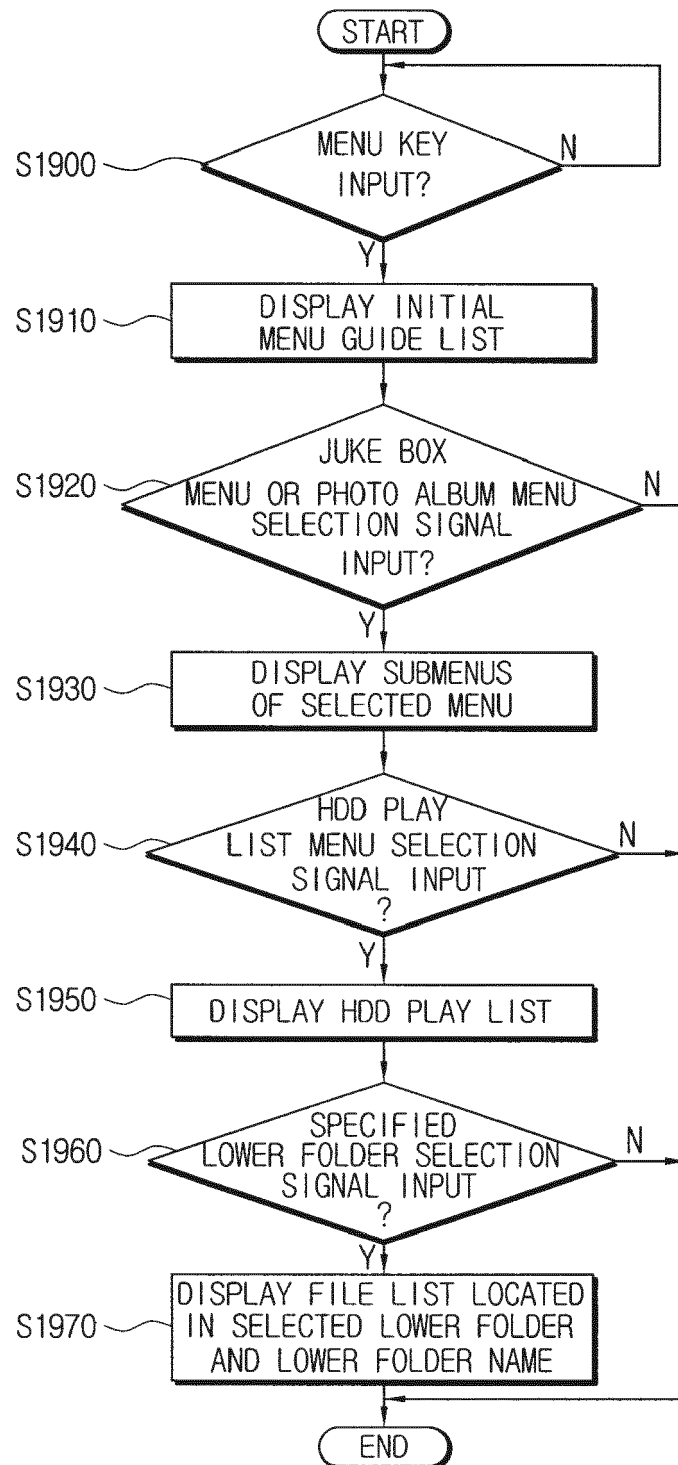 START
S1900
MENU KEY
INPUT?
N
Y
S1910
DISPLAY INITIAL
MENU GUIDE LIST
S1920
JUKE BOX
MENU OR PHOTO ALBUM MENU
SELECTION SIGNAL
INPUT?
N
Y
S1930
DISPLAY SUBMENUS
OF SELECTED MENU
S1940
HDD PLAY
LIST MENU SELECTION
SIGNAL INPUT
?
N
Y
S1950
DISPLAY HDD PLAY LIST
S1960
SPECIFIED
LOWER FOLDER SELECTION
SIGNAL INPUT
?
N
Y
S1970
DISPLAY FILE LIST LOCATED
IN SELECTED LOWER FOLDER
AND LOWER FOLDER NAME
END